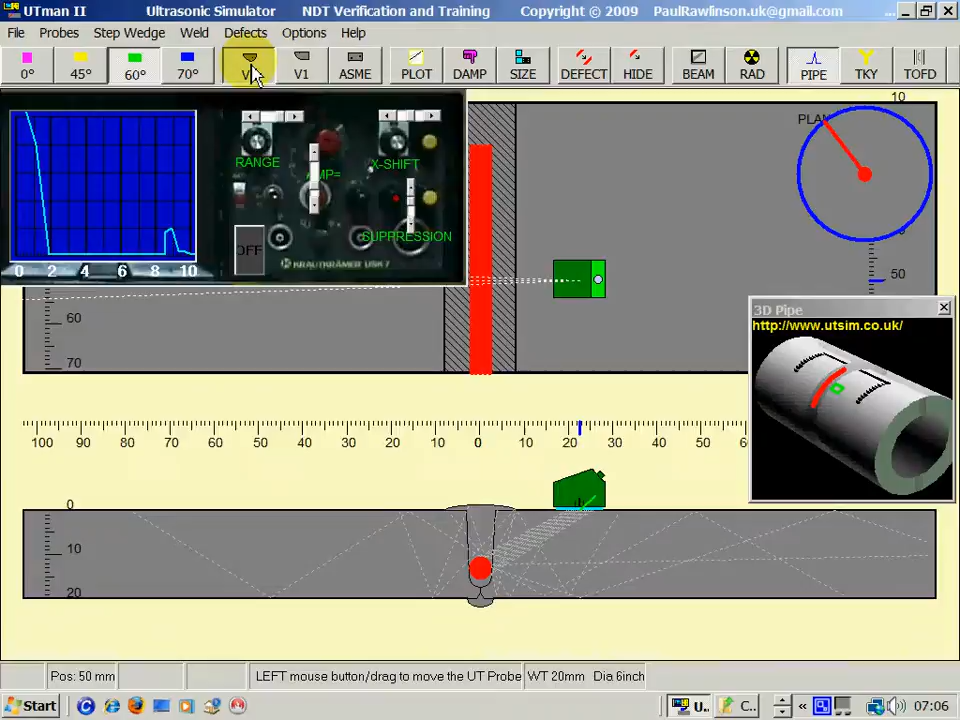 UTman II Ultrasonic Simulator NDT Verification and Training Copyright © 2009 PaulRawlinson.uk@gmail.com ...
File Probes Step Wedge Weld Defects Options Help
0° 45° 60° 70° V1 ASME PLOT DAMP SIZE DEFECT HIDE BEAM RAD PIPE TKY TOFD
10
PLAN
RANGE AMP= X-SHIFT
SUPPRESSION
OFF
KRAUTKRÄMER USK7
0 2 4 6 8 10
50
60
70
3D Pipe
http://www.utsim.co.uk/
100 90 80 70 60 50 40 30 20 10 0 10 20 30 40 50 60
0
10
20
Pos: 50 mm LEFT mouse button/drag to move the UT Probe WT 20mm Dia 6inch
Start U.. C.. « 07:06